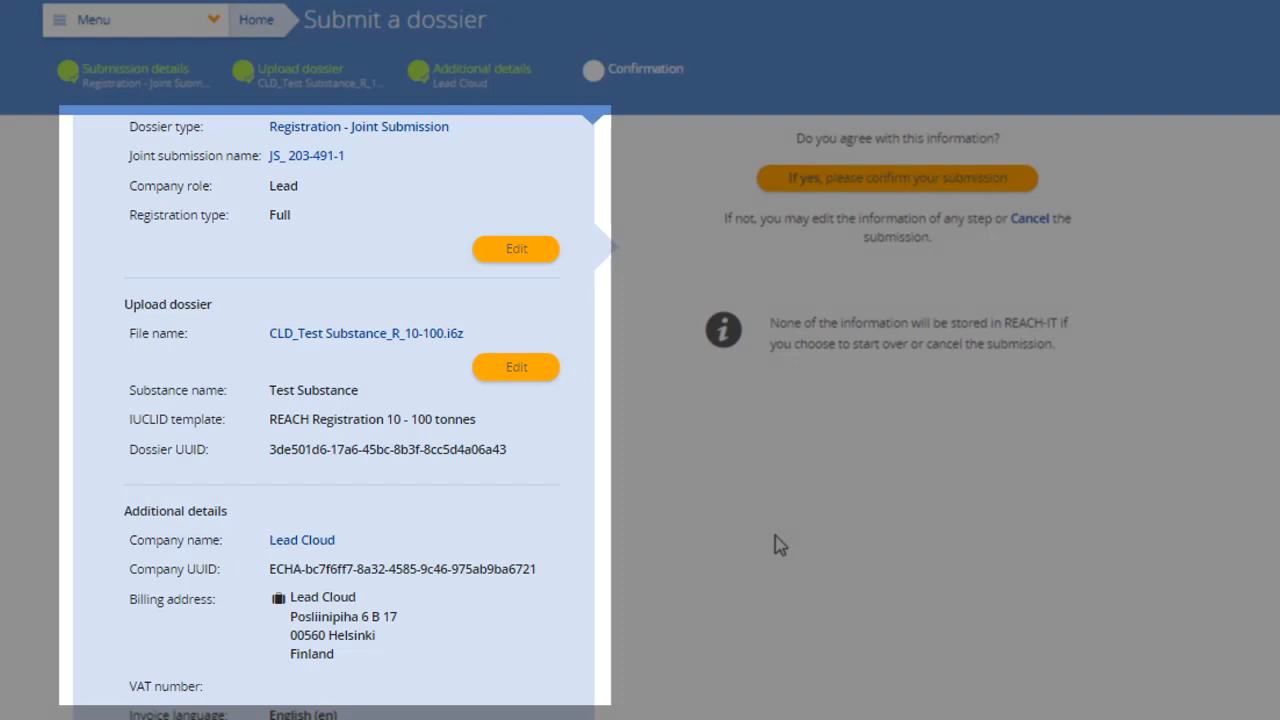 Menu
Home
Submit a dossier
Submission details
Registration - Joint Subm...
Upload dossier
CLD_Test Substance_R_1...
Additional details
Lead Cloud
Confirmation
Dossier type: Registration - Joint Submission
Joint submission name: JS_ 203-491-1
Company role: Lead
Registration type: Full
Edit
Upload dossier
File name: CLD_Test Substance_R_10-100.i6z
Edit
Substance name: Test Substance
IUCLID template: REACH Registration 10 - 100 tonnes
Dossier UUID: 3de501d6-17a6-45bc-8b3f-8cc5d4a06a43
Additional details
Company name: Lead Cloud
Company UUID: ECHA-bc7f6ff7-8a32-4585-9c46-975ab9ba6721
Billing address: Lead Cloud
Posliinipiha 6 B 17
00560 Helsinki
Finland
VAT number:
Invoice language: English (en)
Do you agree with this information?
If yes, please confirm your submission
If not, you may edit the information of any step or Cancel the
submission.
None of the information will be stored in REACH-IT if
you choose to start over or cancel the submission.